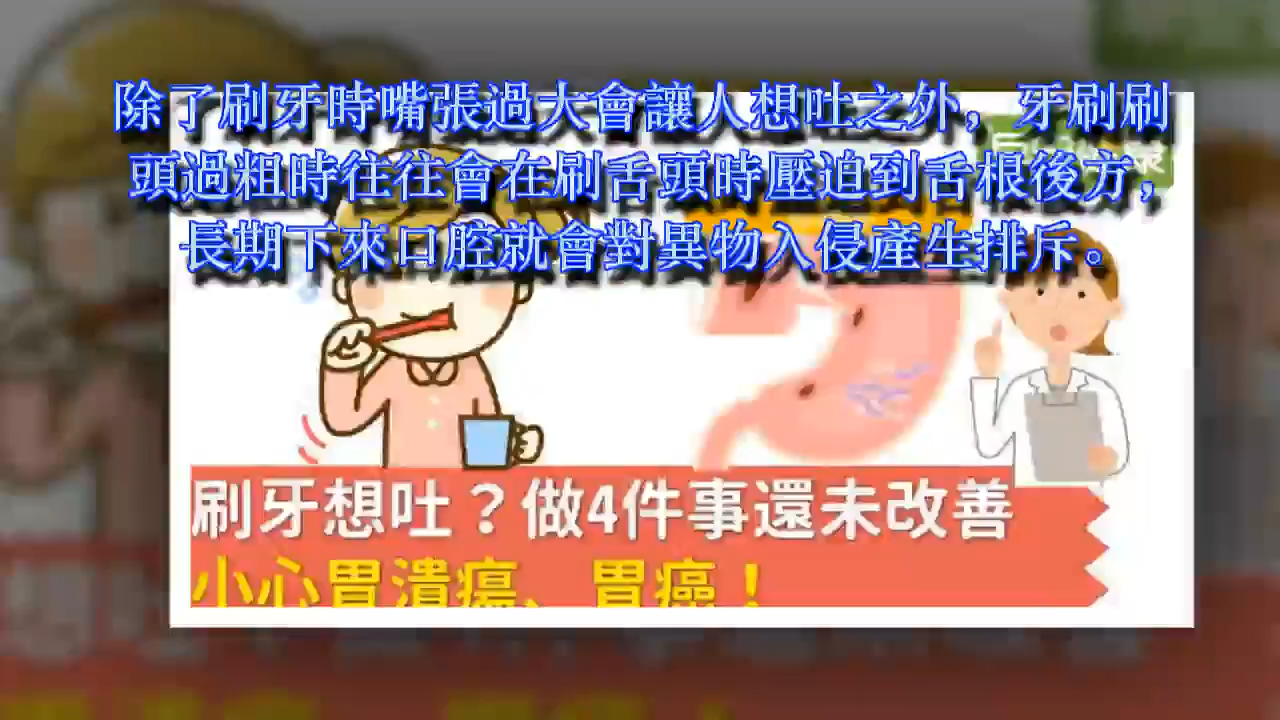 除了刷牙時嘴張過大會讓人想吐之外，牙刷刷
頭過粗時往往會在刷舌頭時壓迫到舌根後方，
長期下來口腔就會對異物入侵產生排斥。
刷牙想吐？做4件事還未改善
小心胃潰瘍、胃癌！